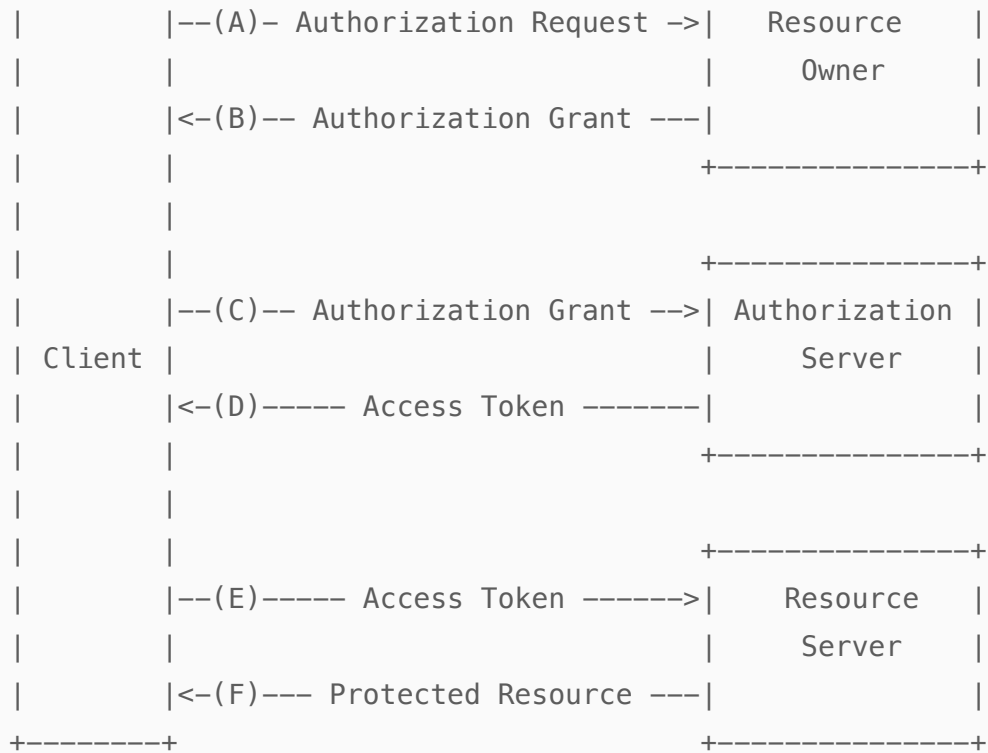 |        |--(A)- Authorization Request ->|   Resource    |
|        |                               |     Owner     |
|        |<-(B)-- Authorization Grant ---|               |
|        |                               +---------------+
|        |
|        |                               +---------------+
|        |--(C)-- Authorization Grant -->| Authorization |
| Client |                               |     Server    |
|        |<-(D)----- Access Token -------|               |
|        |                               +---------------+
|        |
|        |                               +---------------+
|        |--(E)----- Access Token ------>|    Resource   |
|        |                               |     Server    |
|        |<-(F)--- Protected Resource ---|               |
+--------+                               +---------------+